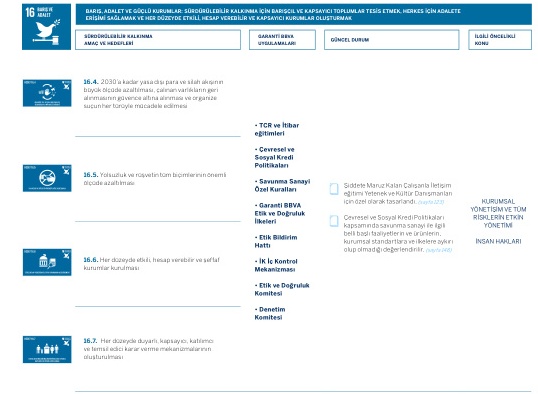 16 BARIŞ VE
ADALET
BARIŞ, ADALET VE GÜÇLÜ KURUMLAR: SÜRDÜRÜLEBİLİR KALKINMA İÇİN BARIŞÇIL VE KAPSAYICI TOPLUMLAR TESİS ETMEK, HERKES İÇİN ADALETE
ERİŞİMİ SAĞLAMAK VE HER DÜZEYDE ETKİLİ, HESAP VEREBİLİR VE KAPSAYICI KURUMLAR OLUŞTURMAK
SÜRDÜRÜLEBİLİR KALKINMA
AMAÇ VE HEDEFLERİ
GARANTİ BBVA
UYGULAMALARI
GÜNCEL DURUM
İLGİLİ ÖNCELİKLİ
KONU
16.4. 2030'a kadar yasa dışı para ve silah akışının
büyük ölçüde azaltılması, çalınan varlıkların geri
alınmasının güvence altına alınması ve organize
suçun her türüyle mücadele edilmesi
16.5. Yolsuzluk ve rüşvetin tüm biçimlerinin önemli
ölçüde azaltılması
16.6. Her düzeyde etkili, hesap verebilir ve şeffaf
kurumlar kurulması
16.7. Her düzeyde duyarlı, kapsayıcı, katılımcı
ve temsil edici karar verme mekanizmalarının
oluşturulması
• TCR ve İtibar
eğitimleri
• Çevresel ve
Sosyal Kredi
Politikaları
• Savunma Sanayi
Özel Kuralları
• Garanti BBVA
Etik ve Doğruluk
İlkeleri
• Etik Bildirim
Hattı
• İK İç Kontrol
Mekanizması
• Etik ve Doğruluk
Komitesi
• Denetim
Komitesi
Şiddete Maruz Kalan Çalışanla İletişim
eğitimi Yetenek ve Kültür Danışmanları
için özel olarak tasarlandı.
Çevresel ve Sosyal Kredi Politikaları
kapsamında savunma sanayi ile ilgili
belli başlı faaliyetlerin ve ürünlerin,
kurumsal standartlara ve ilkelere aykırı
olup olmadığı değerlendirilir.
KURUMSAL
YÖNETİŞİM VE TÜM
RİSKLERİN ETKİN
YÖNETİMİ
İNSAN HAKLARI